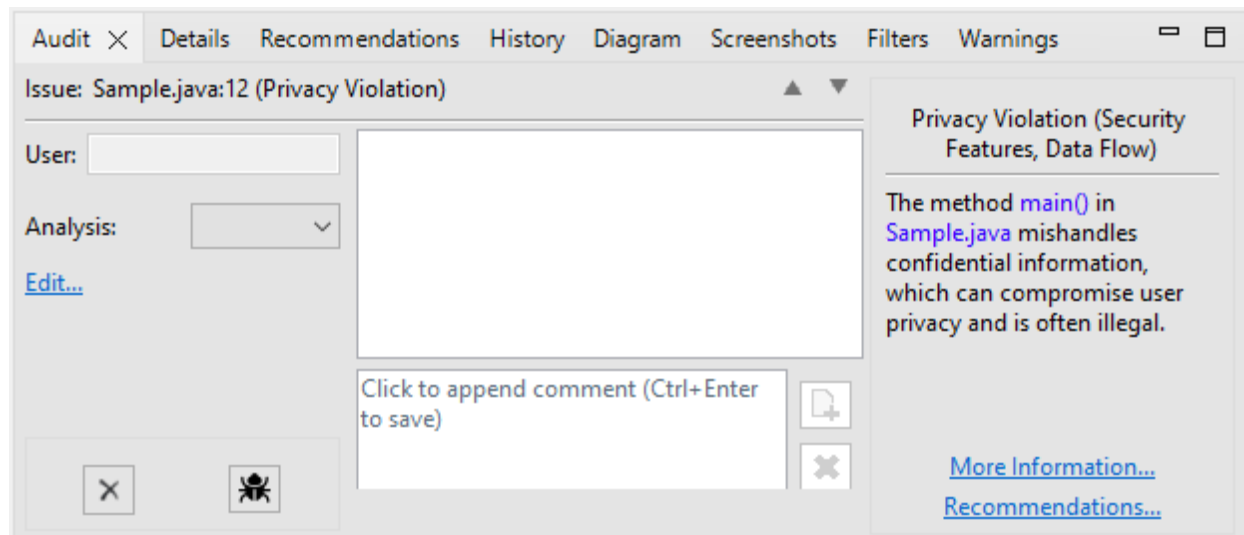 Audit Details Recommendations History Diagram Screenshots Filters Warnings
Issue: Sample.java:12 (Privacy Violation)
User:
Analysis:
Edit...
Click to append comment (Ctrl+Enter
to save)
Privacy Violation (Security
Features, Data Flow)
The method main() in
Sample.java mishandles
confidential information,
which can compromise user
privacy and is often illegal.
More Information...
Recommendations...